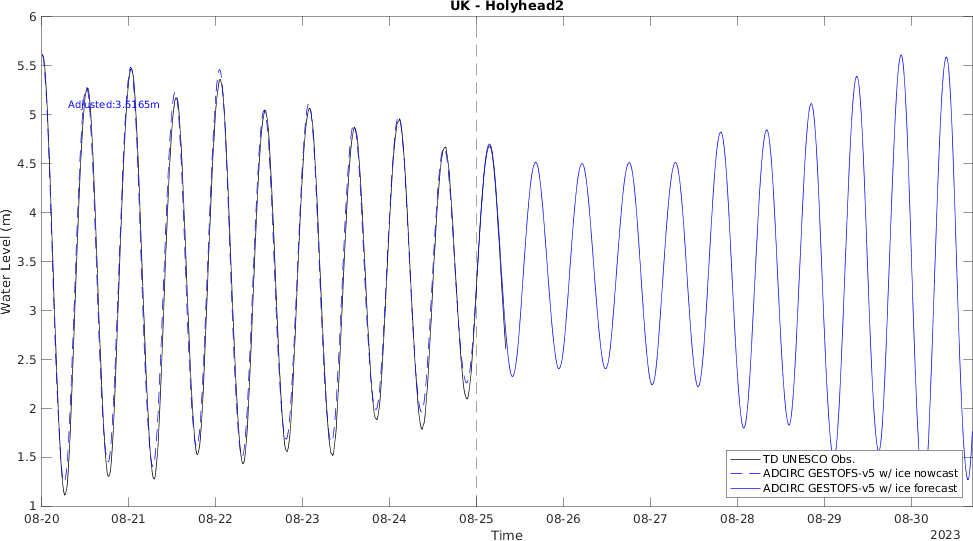 UK - Holyhead2
6
5.5
Adjusted:3.5165m
5
4.5
4
3.5
3
2.5
2
1.5
1
Water Level (m)
TD UNESCO Obs.
ADCIRC GESTOFS-v5 w/ ice nowcast
ADCIRC GESTOFS-v5 w/ ice forecast
08-20 08-21 08-22 08-23 08-24 08-25 08-26 08-27 08-28 08-29 08-30
Time
2023